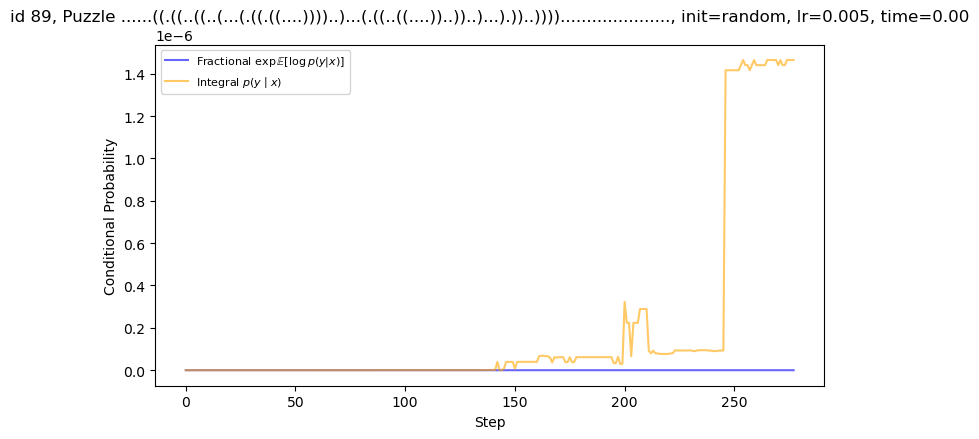 id 89, Puzzle ......((.((..((..(...(.((.((....))))..)...(.((..((....))..))..)...).))..))))....................., init=random, lr=0.005, time=0.00
1e−6
Fractional exp𝔼[log p(y|x)]
Integral p(y | x)
1.4
1.2
1.0
0.8
0.6
0.4
0.2
0.0
Conditional Probability
0 50 100 150 200 250
Step